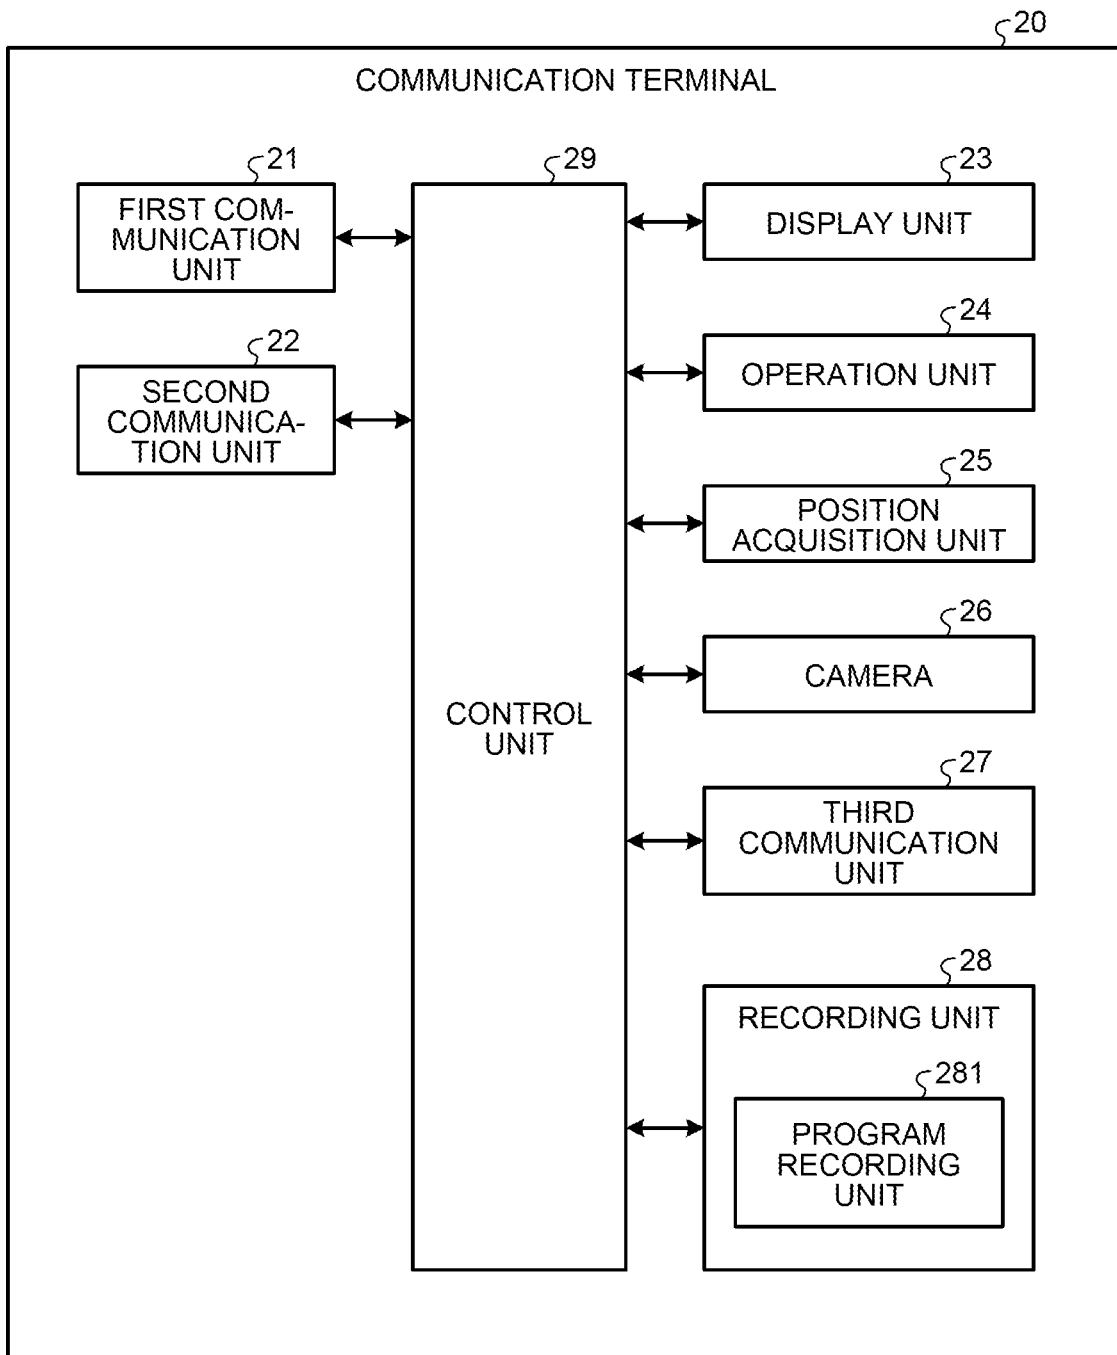 20
COMMUNICATION TERMINAL
21
FIRST COM-
MUNICATION
UNIT
22
SECOND
COMMUNICA-
TION UNIT
29
CONTROL
UNIT
23
DISPLAY UNIT
24
OPERATION UNIT
25
POSITION
ACQUISITION UNIT
26
CAMERA
27
THIRD
COMMUNICATION
UNIT
28
RECORDING UNIT
281
PROGRAM
RECORDING
UNIT